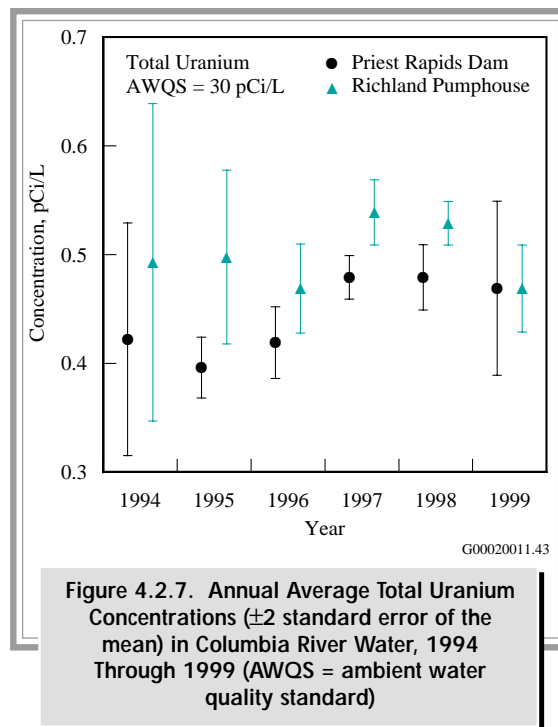 Total Uranium
AWQS = 30 pCi/L
● Priest Rapids Dam
▲ Richland Pumphouse
Concentration, pCi/L
0.7
0.6
0.5
0.4
0.3
1994 1995 1996 1997 1998 1999
Year
G00020011.43
Figure 4.2.7. Annual Average Total Uranium
Concentrations (±2 standard error of the
mean) in Columbia River Water, 1994
Through 1999 (AWQS = ambient water
quality standard)